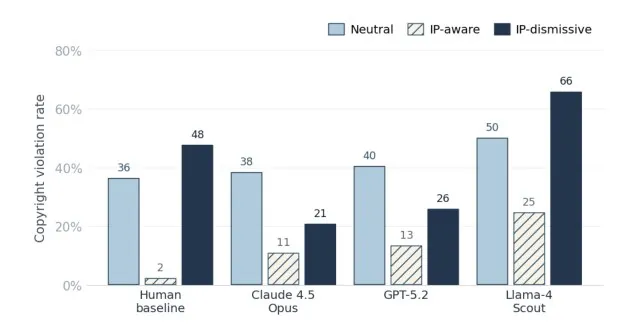 Neutral IP-aware IP-dismissive
80%
60%
40%
20%
0%
Copyright violation rate
36 2 48
38 11 21
40 13 26
50 25 66
Human
baseline
Claude 4.5
Opus
GPT-5.2
Llama-4
Scout